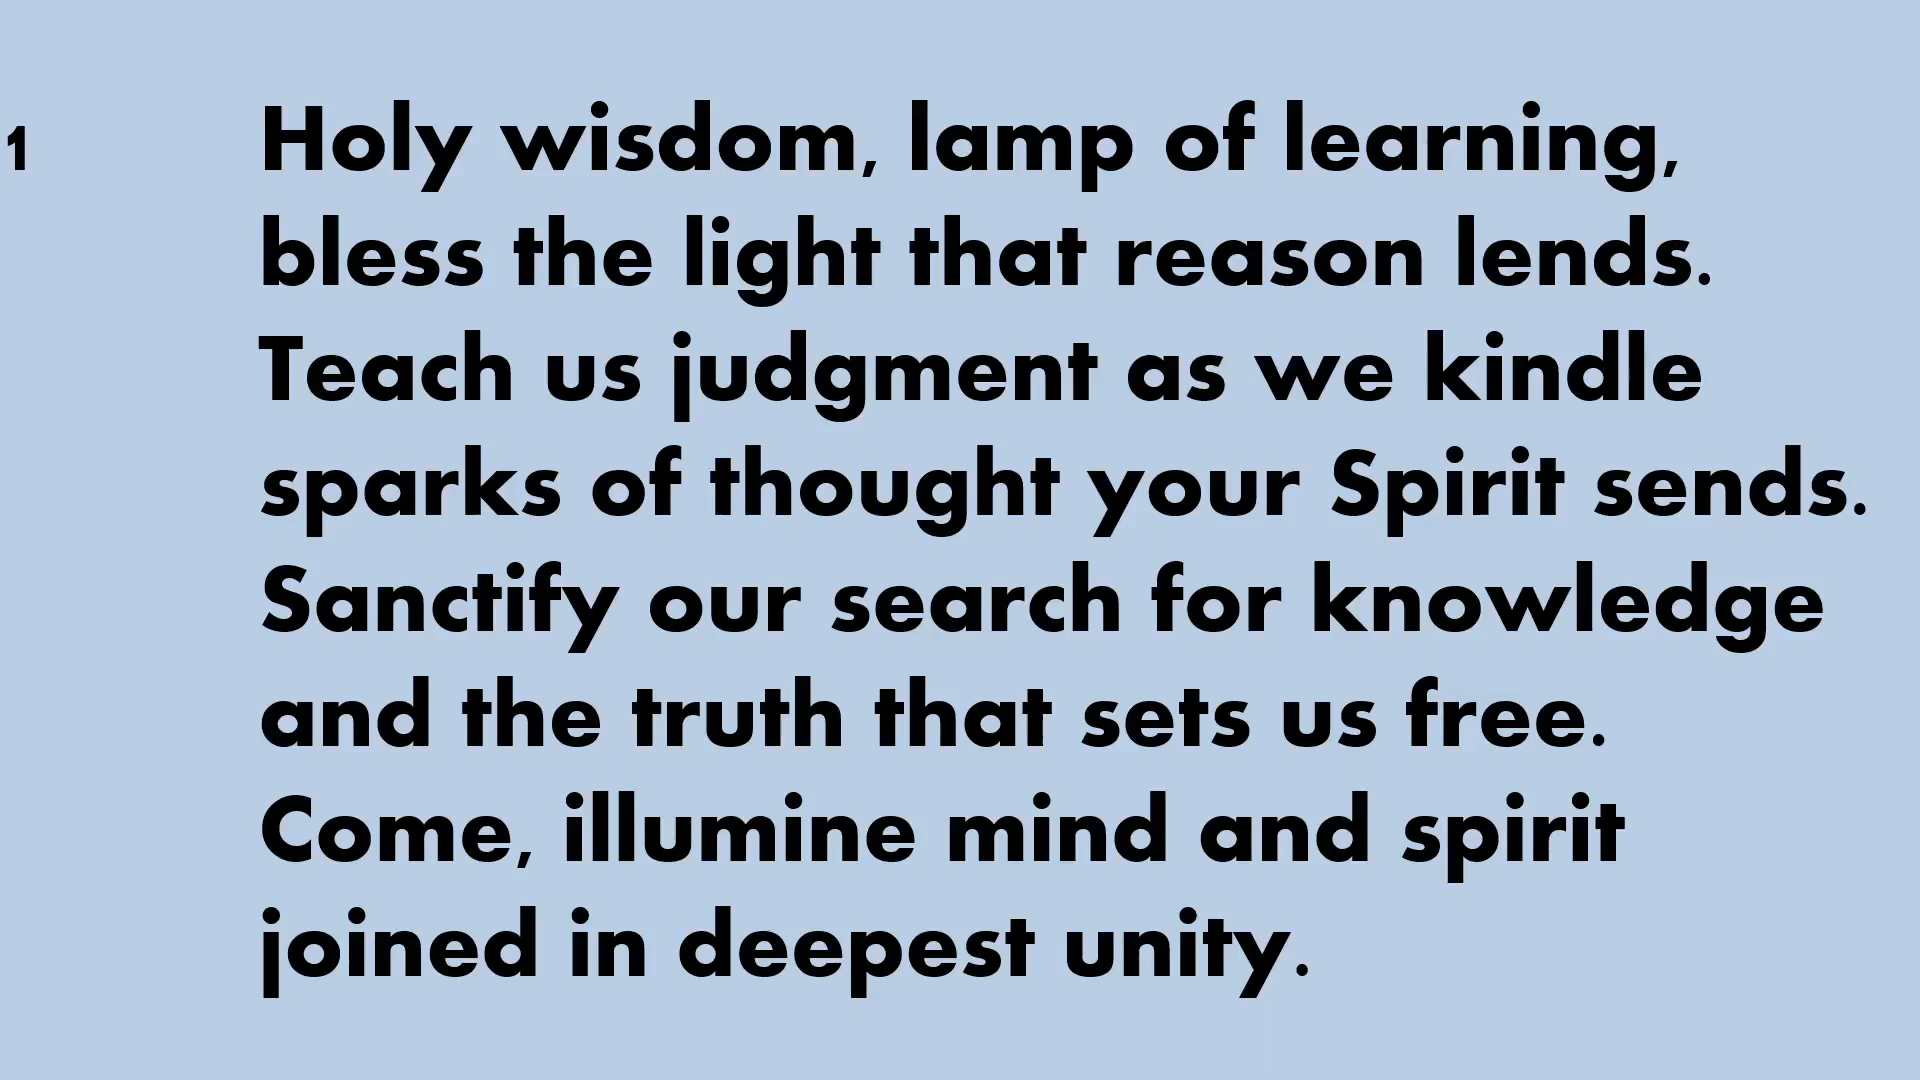 1 Holy wisdom, lamp of learning,
bless the light that reason lends.
Teach us judgment as we kindle
sparks of thought your Spirit sends.
Sanctify our search for knowledge
and the truth that sets us free.
Come, illumine mind and spirit
joined in deepest unity.